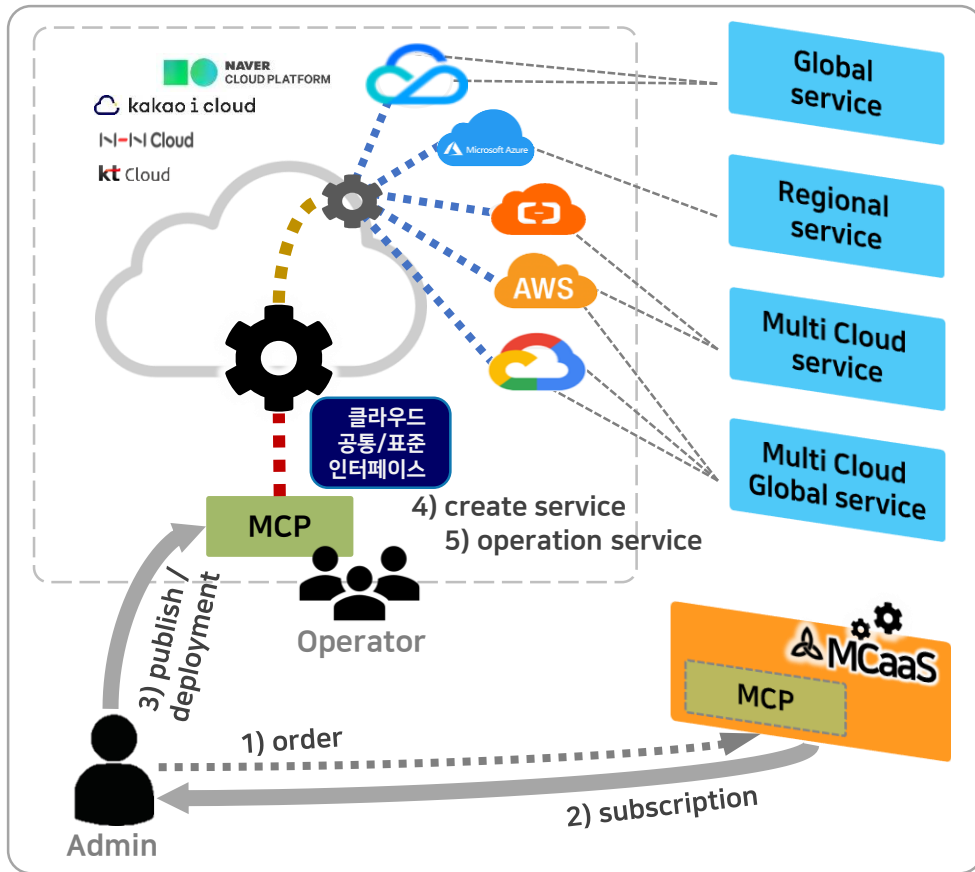 NAVER
CLOUD PLATFORM
kakao i cloud
N-N Cloud
kt Cloud
Microsoft Azure
AWS
Global
service
Regional
service
Multi Cloud
service
Multi Cloud
Global service
클라우드
공통/표준
인터페이스
MCP
4) create service
5) operation service
Operator
3) publish /
deployment
MCaaS
MCP
1) order
2) subscription
Admin